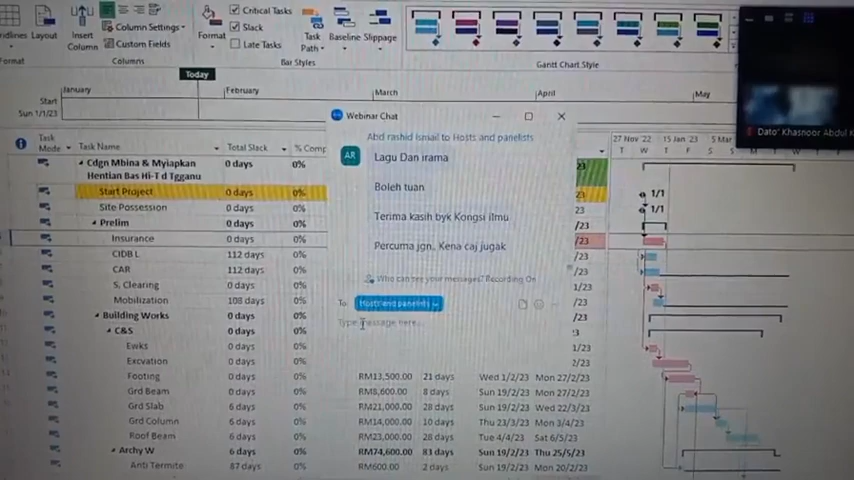 Critical Tasks
Slack
Late Tasks
Column Settings
Custom Fields
Layout
Insert
Column
Format
Task
Path
Baseline
Slippage
Format
Columns
Bar Styles
Gantt Chart Style
Today
January
February
March
April
May
Start
Sun 1/1/23
Webinar Chat
Abd rashid Ismail to Hosts and panelists
AR
Lagu Dan irama
Boleh tuan
Terima kasih byk Kongsi ilmu
Percuma jgn. Kena caj jugak
Who can see your messages? Recording On
To: Hosts and panelists
Type message here...
Dato' Khasnoor Abdul K
Task Mode
Task Name
Total Slack
% Comp
27 Nov '22
15 Jan '23
5 Mar
T W T F S
Cdgn Mbina & Myiapkan Hentian Bas Hi-T d Tgganu 0 days 0%
Start Project 0 days 0%
Site Possession 0 days 0%
Prelim 0 days 0%
Insurance 0 days 0%
CIDB L 112 days 0%
CAR 112 days 0%
S, Clearing 0 days 0%
Mobilization 108 days 0%
Building Works 0 days 0%
C&S 0 days 0%
Ewks 0 days 0%
Excvation 0 days 0%
Footing 0 days 0% RM13,500.00 21 days Wed 1/2/23 Mon 27/2/23
Grd Beam 0 days 0% RM8,600.00 8 days Sun 19/2/23 Mon 27/2/23
Grd Slab 6 days 0% RM21,000.00 28 days Sun 19/2/23 Wed 22/3/23
Grd Column 6 days 0% RM14,000.00 10 days Thu 23/3/23 Mon 3/4/23
Roof Beam 6 days 0% RM23,000.00 28 days Tue 4/4/23 Sat 6/5/23
Archy W 6 days 0% RM74,600.00 83 days Sun 19/2/23 Thu 25/5/23
Anti Termite 87 days 0% RM600.00 2 days Sun 19/2/23 Mon 20/2/23
1/1
1/1